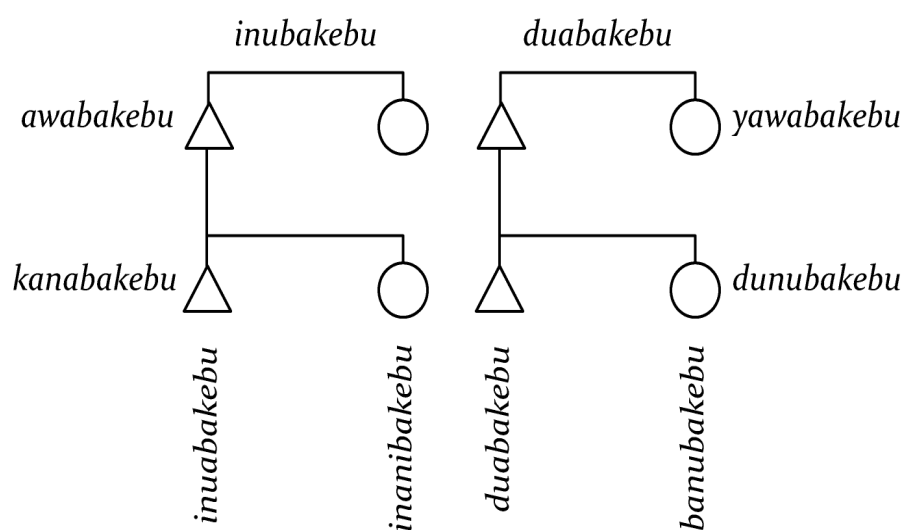 inubakebu
duabakebu
awabakebu
yawabakebu
kanabakebu
dunubakebu
inuabakebu
inanibakebu
duabakebu
banubakebu